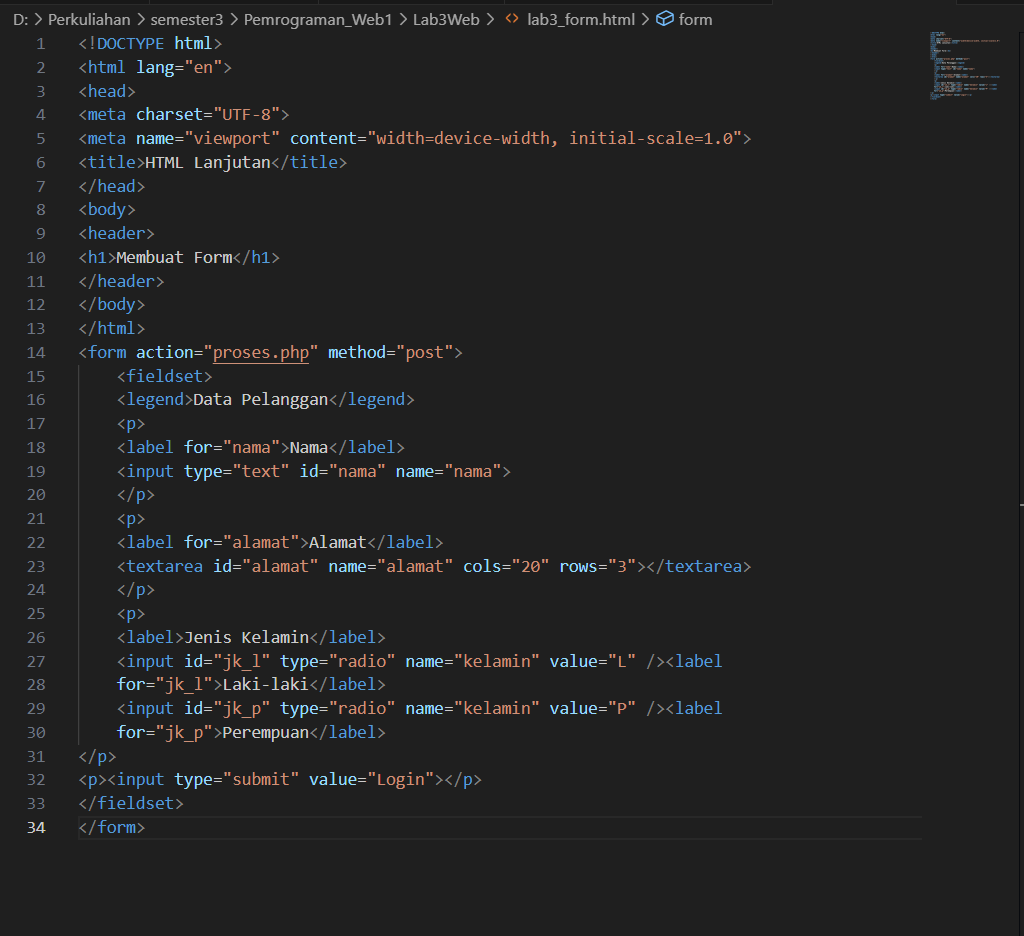 D: > Perkuliahan > semester3 > Pemrograman_Web1 > Lab3Web > <> lab3_form.html > form
1 <!DOCTYPE html>
2 <html lang="en">
3 <head>
4 <meta charset="UTF-8">
5 <meta name="viewport" content="width=device-width, initial-scale=1.0">
6 <title>HTML Lanjutan</title>
7 </head>
8 <body>
9 <header>
10 <h1>Membuat Form</h1>
11 </header>
12 </body>
13 </html>
14 <form action="proses.php" method="post">
15     <fieldset>
16     <legend>Data Pelanggan</legend>
17     <p>
18     <label for="nama">Nama</label>
19     <input type="text" id="nama" name="nama">
20     </p>
21     <p>
22     <label for="alamat">Alamat</label>
23     <textarea id="alamat" name="alamat" cols="20" rows="3"></textarea>
24     </p>
25     <p>
26     <label>Jenis Kelamin</label>
27     <input id="jk_l" type="radio" name="kelamin" value="L" /><label
28     for="jk_l">Laki-laki</label>
29     <input id="jk_p" type="radio" name="kelamin" value="P" /><label
30     for="jk_p">Perempuan</label>
31 </p>
32 <p><input type="submit" value="Login"></p>
33 </fieldset>
34 </form>